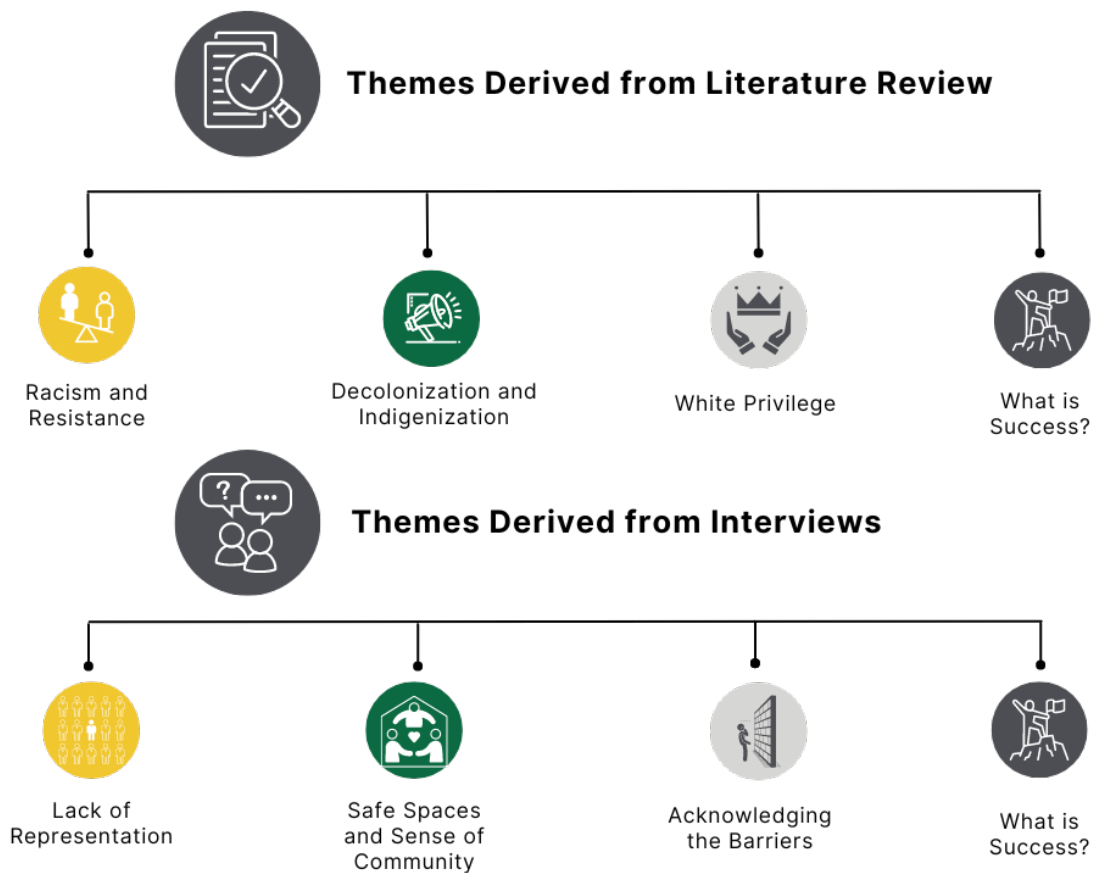 Themes Derived from Literature Review
Racism and
Resistance
Decolonization and
Indigenization
White Privilege
What is
Success?
?
Themes Derived from Interviews
Lack of
Representation
Safe Spaces
and Sense of
Community
Acknowledging
the Barriers
What is
Success?